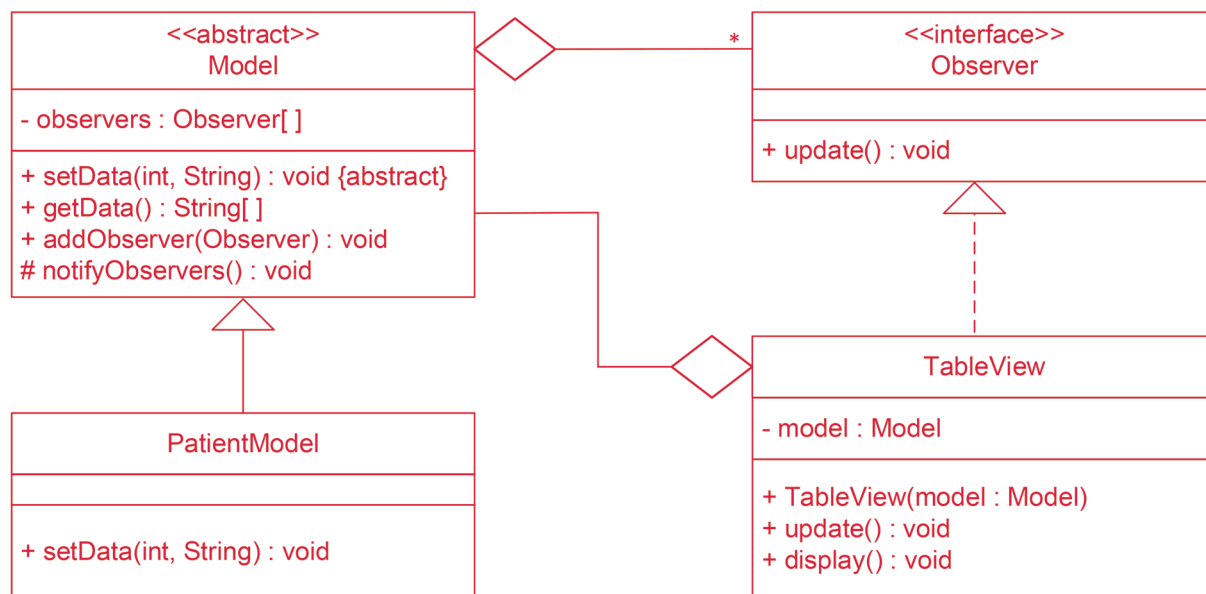 <<abstract>>
Model
- observers : Observer[ ]
+ setData(int, String) : void {abstract}
+ getData() : String[ ]
+ addObserver(Observer) : void
# notifyObservers() : void
*
<<interface>>
Observer
+ update() : void
PatientModel
+ setData(int, String) : void
TableView
- model : Model
+ TableView(model : Model)
+ update() : void
+ display() : void